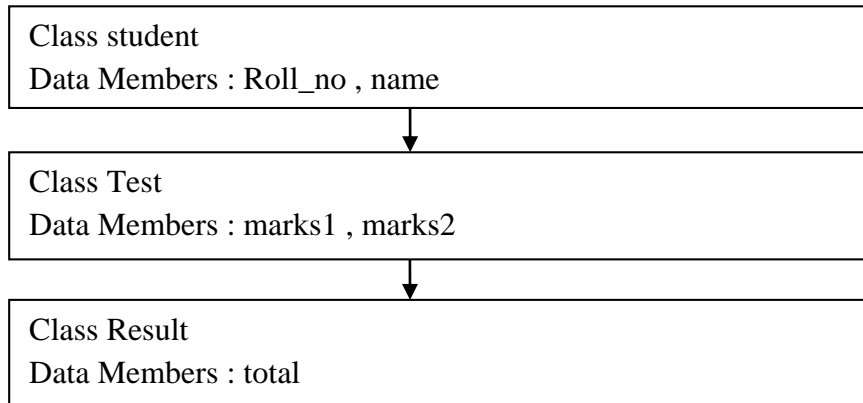 Class student
Data Members : Roll_no , name
Class Test
Data Members : marks1 , marks2
Class Result
Data Members : total